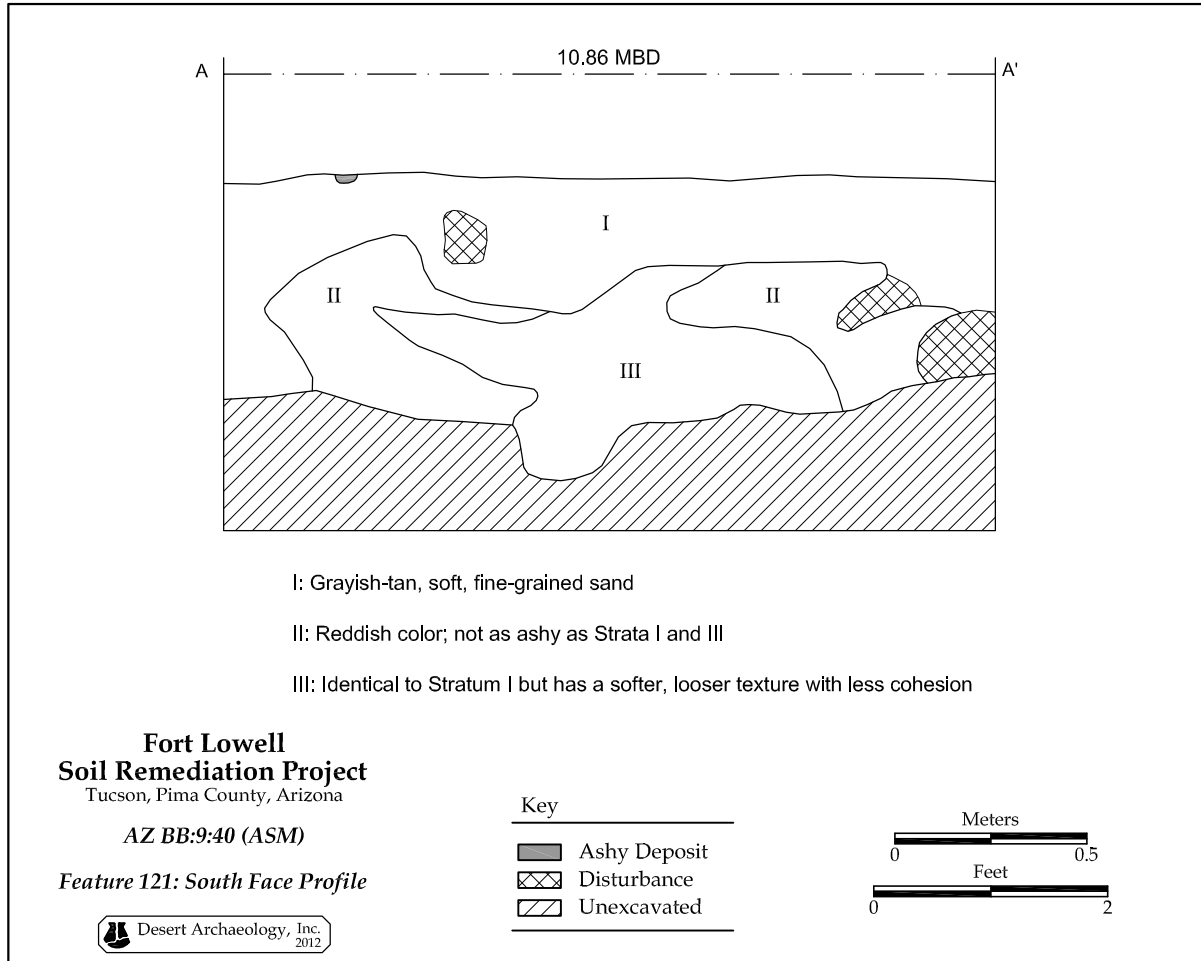 10.86 MBD
A
A'
I
II
II
III
I: Grayish-tan, soft, fine-grained sand
II: Reddish color; not as ashy as Strata I and III
III: Identical to Stratum I but has a softer, looser texture with less cohesion
Fort Lowell
Soil Remediation Project
Tucson, Pima County, Arizona
AZ BB:9:40 (ASM)
Feature 121: South Face Profile
Desert Archaeology, Inc.
2012
Key
Ashy Deposit
Disturbance
Unexcavated
Meters
0 0.5
Feet
0 2